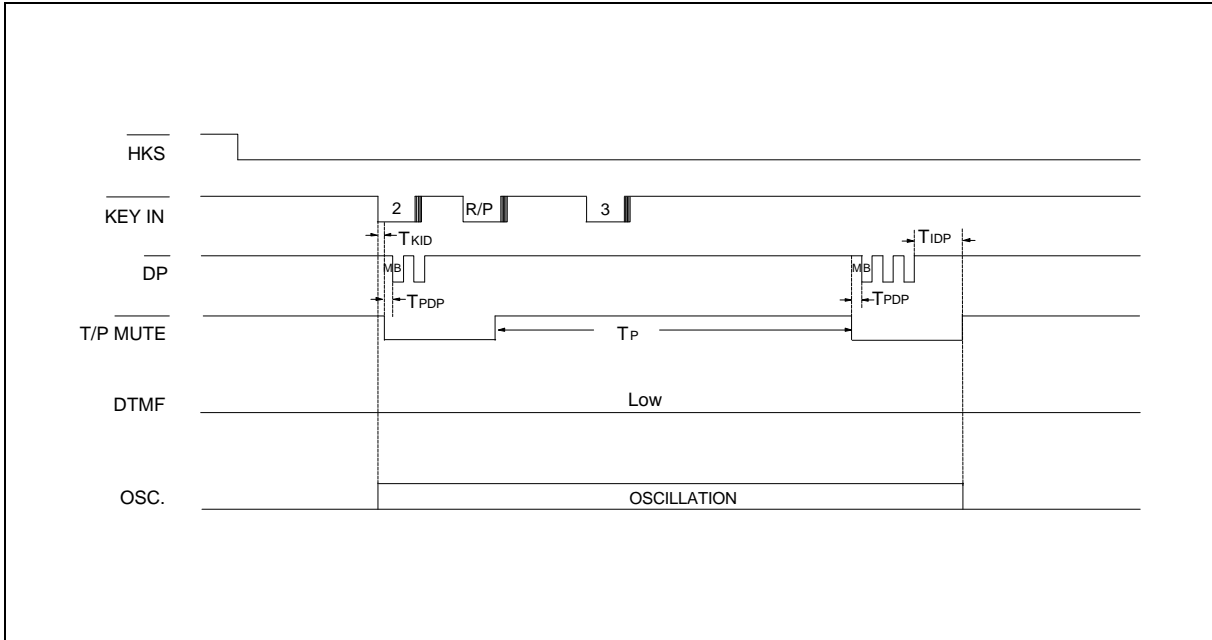 HKS
KEY IN
2
R/P
3
TKID
TIDP
DP
MB
MB
TPDP
TPDP
T/P MUTE
TP
DTMF
Low
OSC.
OSCILLATION